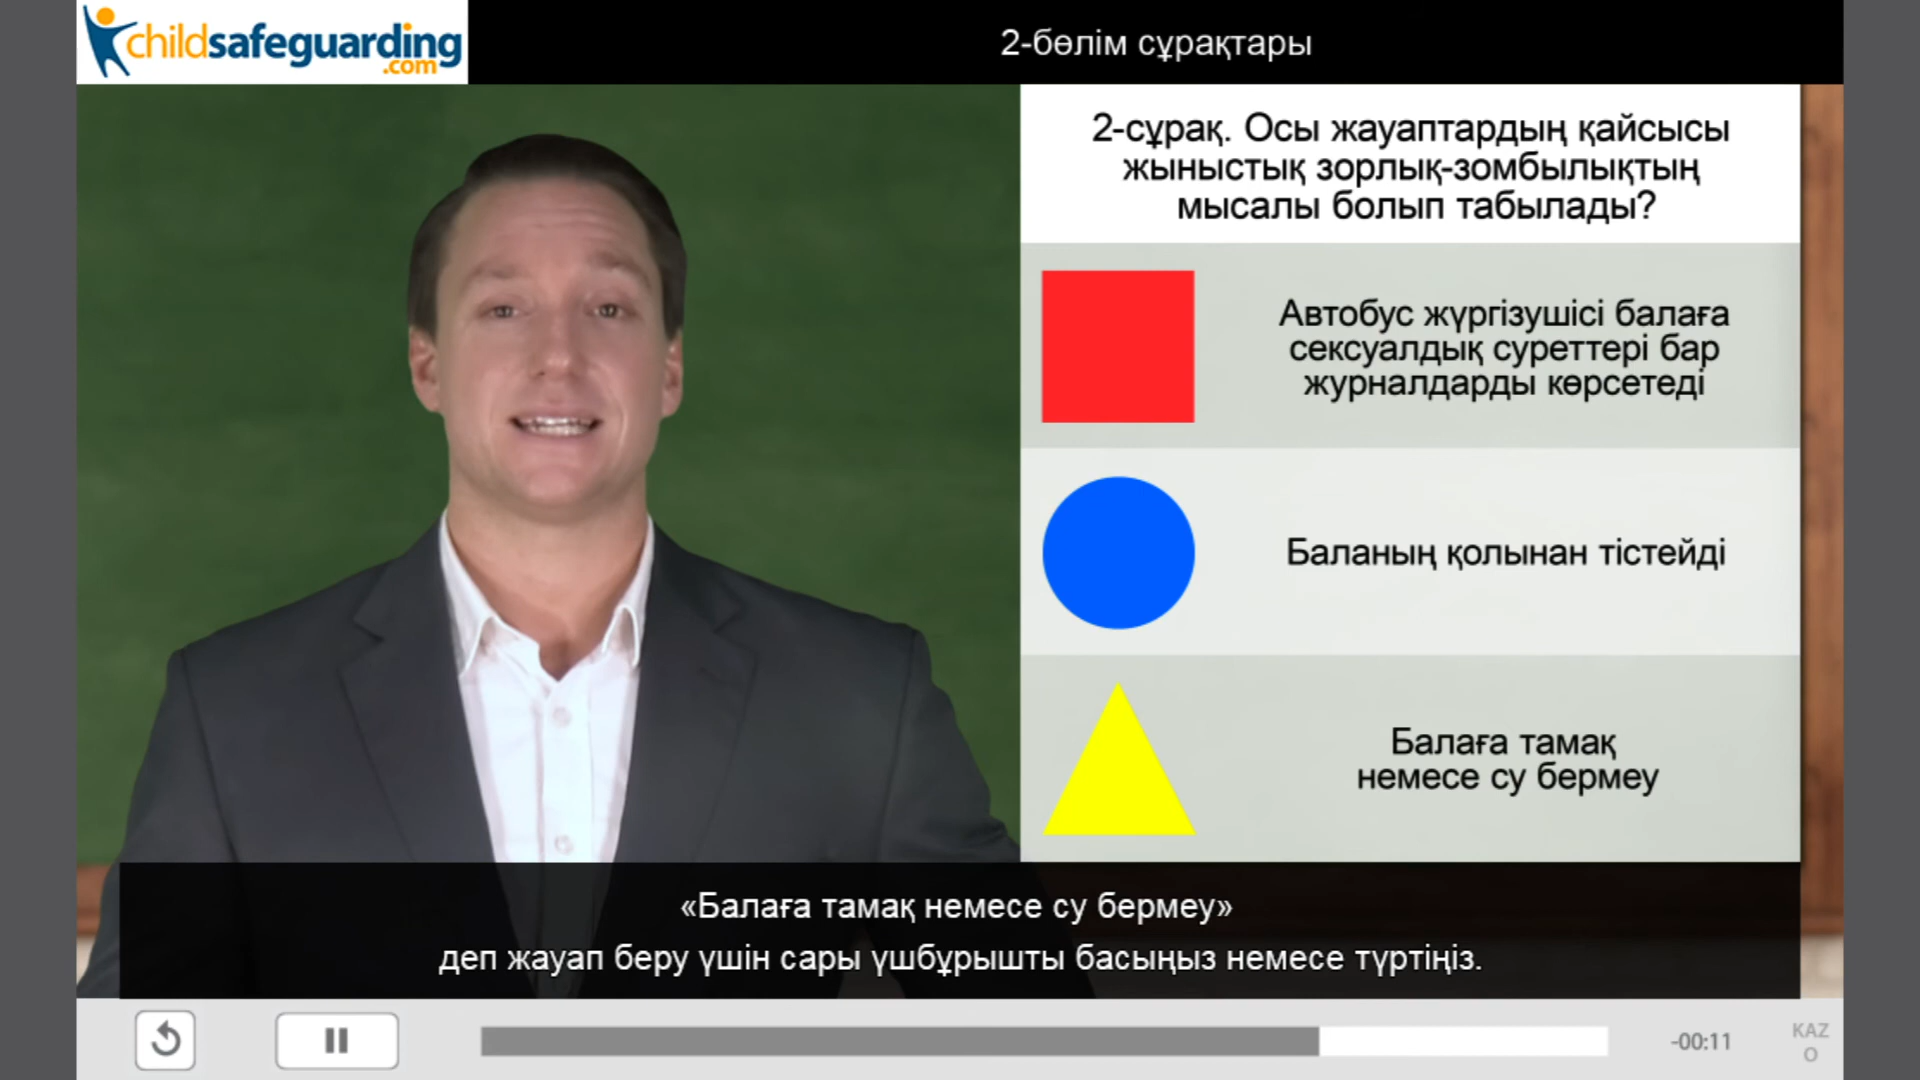 childsafeguarding
.com
2-бөлім сұрақтары
2-сұрақ. Осы жауаптардың қайсысы
жыныстық зорлық-зомбылықтың
мысалы болып табылады?
Автобус жүргізушісі балаға
сексуалдық суреттері бар
журналдарды көрсетеді
Баланың қолынан тістейді
Балаға тамақ
немесе су бермеу
«Балаға тамақ немесе су бермеу»
деп жауап беру үшін сары үшбұрышты басыңыз немесе түртіңіз.
-00:11
KAZ
O